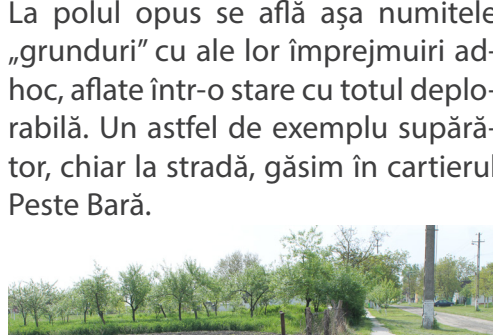 La polul opus se află așa numitele
„grunduri” cu ale lor împrejmuiri ad-
hoc, aflate într-o stare cu totul deplo-
rabilă. Un astfel de exemplu supără-
tor, chiar la stradă, găsim în cartierul
Peste Bară.